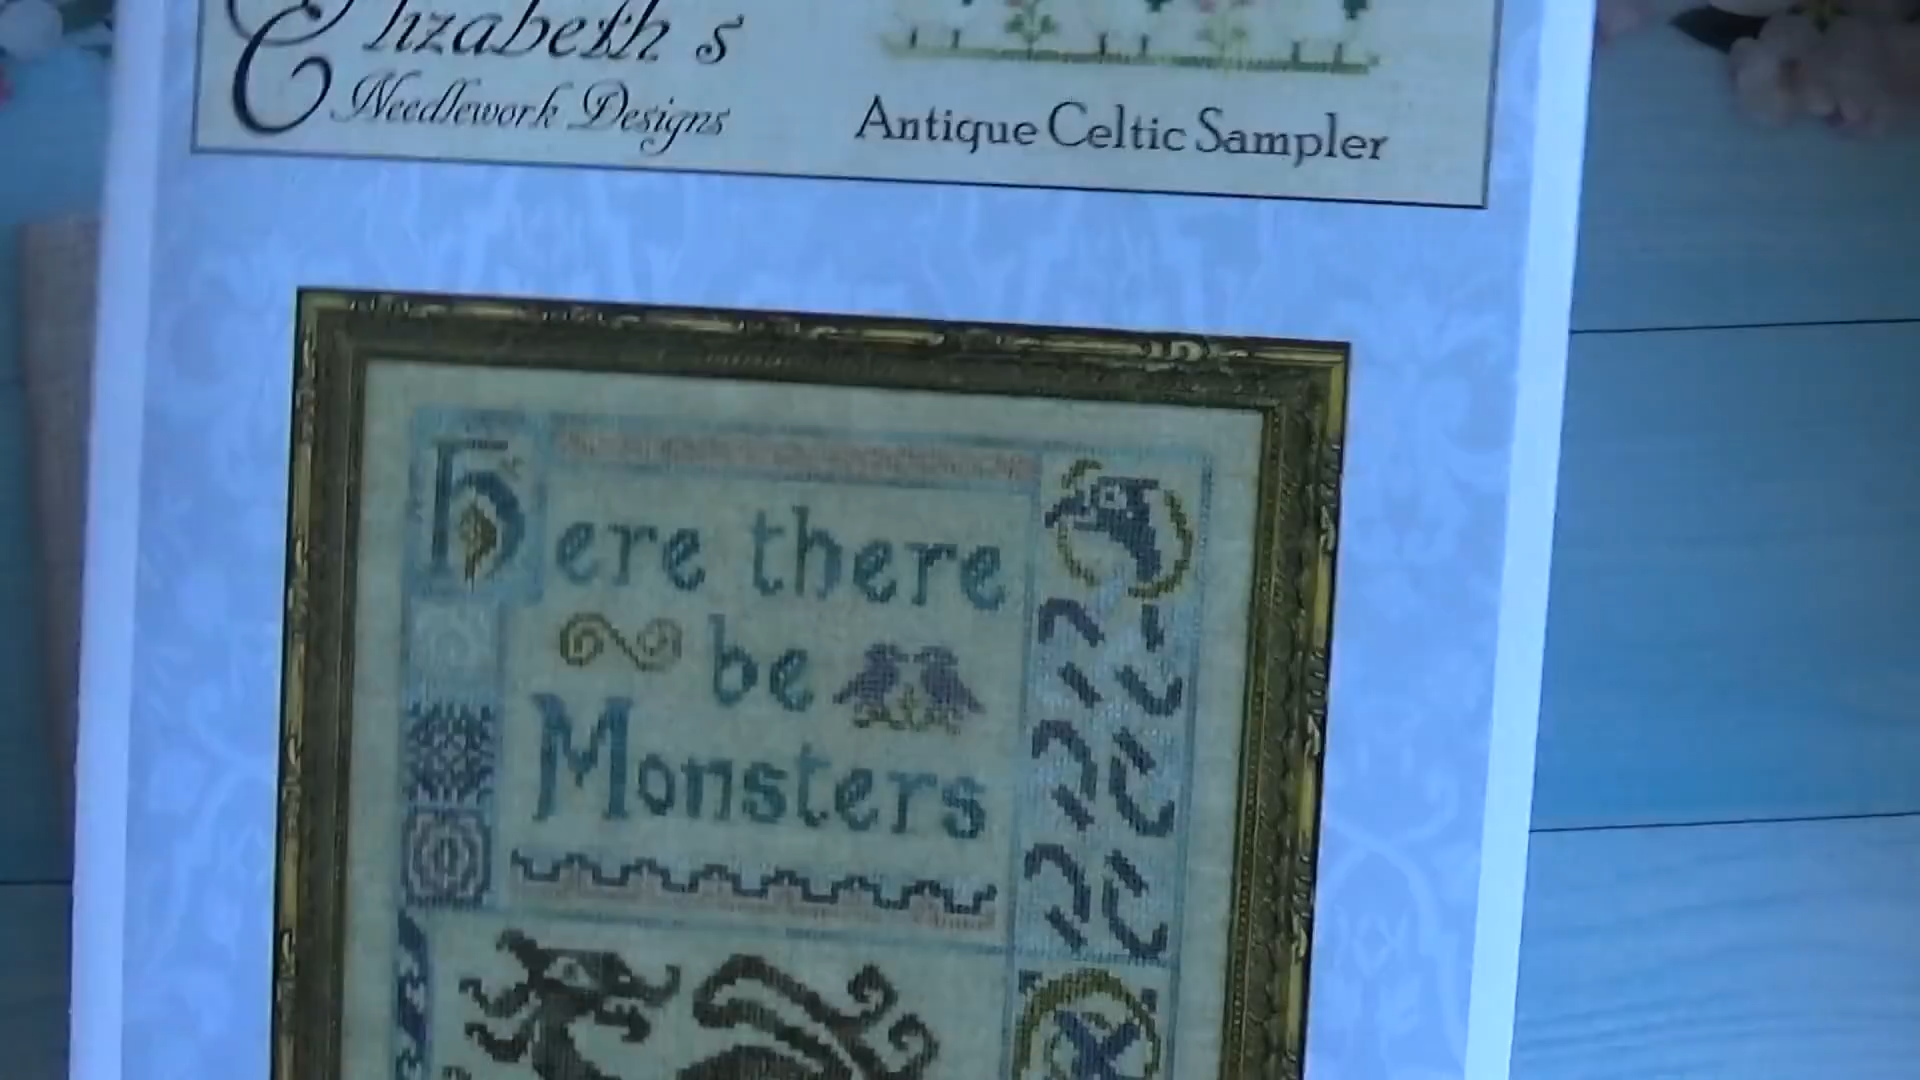 Elizabeth's
Needlework Designs
Antique Celtic Sampler
Here there
be
Monsters